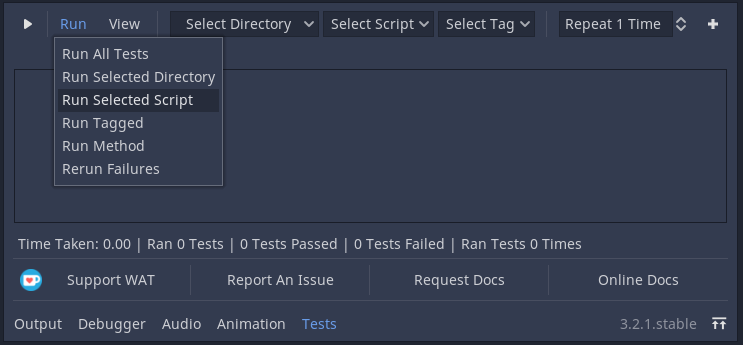 Run View Select Directory Select Script Select Tag Repeat 1 Time
Run All Tests
Run Selected Directory
Run Selected Script
Run Tagged
Run Method
Rerun Failures
Time Taken: 0.00 | Ran 0 Tests | 0 Tests Passed | 0 Tests Failed | Ran Tests 0 Times
Support WAT Report An Issue Request Docs Online Docs
Output Debugger Audio Animation Tests 3.2.1.stable